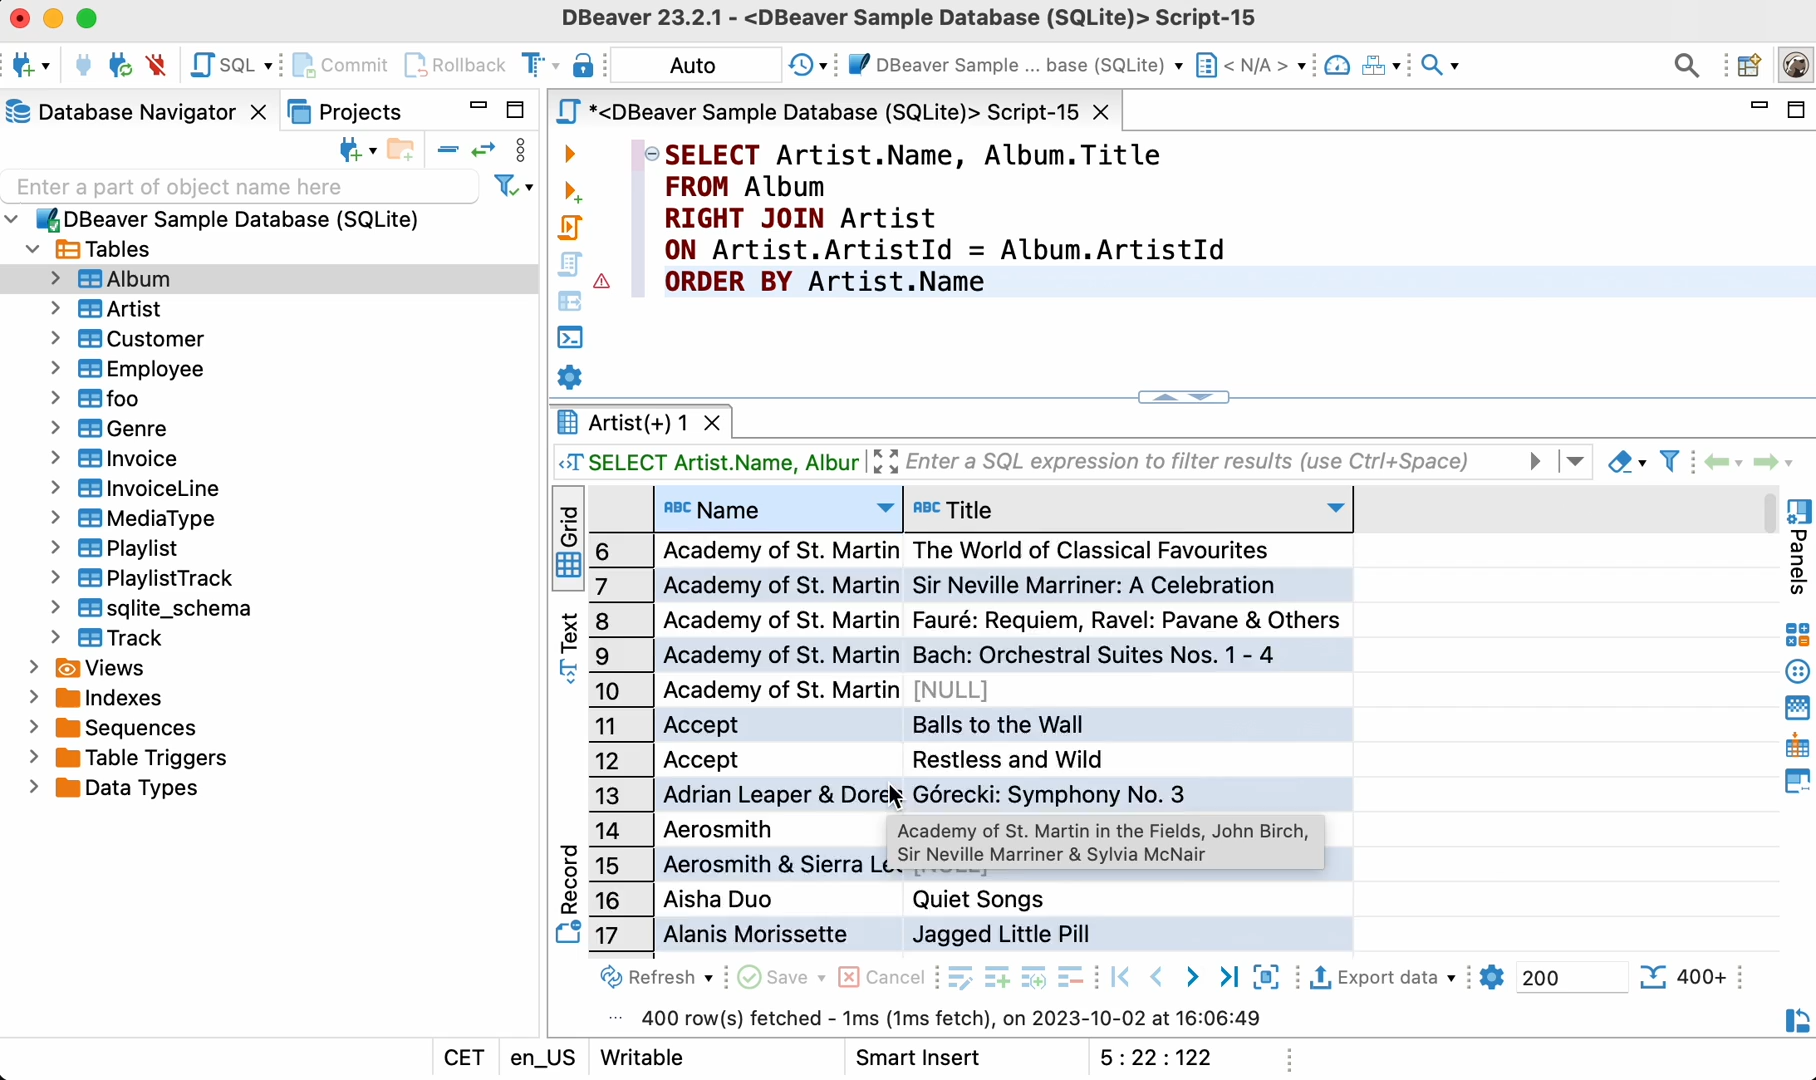 DBeaver 23.2.1 - <DBeaver Sample Database (SQLite)> Script-15
SQL
Commit
Rollback
Auto
DBeaver Sample ... base (SQLite)
< N/A >
Database Navigator
Projects
Enter a part of object name here
DBeaver Sample Database (SQLite)
Tables
Album
Artist
Customer
Employee
foo
Genre
Invoice
InvoiceLine
MediaType
Playlist
PlaylistTrack
sqlite_schema
Track
Views
Indexes
Sequences
Table Triggers
Data Types
*<DBeaver Sample Database (SQLite)> Script-15
SELECT Artist.Name, Album.Title
FROM Album
RIGHT JOIN Artist
ON Artist.ArtistId = Album.ArtistId
ORDER BY Artist.Name
Artist(+) 1
SELECT Artist.Name, Albur
Enter a SQL expression to filter results (use Ctrl+Space)
Grid
Text
Record
Panels
ABC Name ABC Title
6 Academy of St. Martin The World of Classical Favourites
7 Academy of St. Martin Sir Neville Marriner: A Celebration
8 Academy of St. Martin Fauré: Requiem, Ravel: Pavane & Others
9 Academy of St. Martin Bach: Orchestral Suites Nos. 1 - 4
10 Academy of St. Martin [NULL]
11 Accept Balls to the Wall
12 Accept Restless and Wild
13 Adrian Leaper & Dore Górecki: Symphony No. 3
14 Aerosmith
Academy of St. Martin in the Fields, John Birch,
Sir Neville Marriner & Sylvia McNair
15 Aerosmith & Sierra Le [NULL]
16 Aisha Duo Quiet Songs
17 Alanis Morissette Jagged Little Pill
Refresh
Save
Cancel
Export data
200
400+
... 400 row(s) fetched - 1ms (1ms fetch), on 2023-10-02 at 16:06:49
CET
en_US
Writable
Smart Insert
5 : 22 : 122